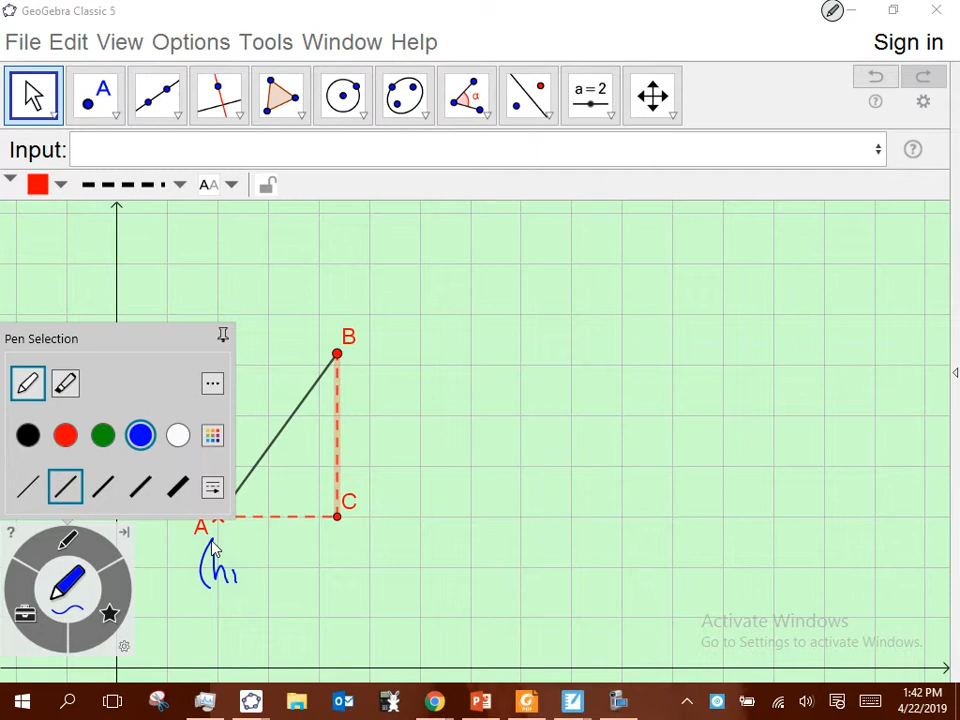 GeoGebra Classic 5
File Edit View Options Tools Window Help
Sign in
A
α
a = 2
Input:
AA
B
Pen Selection
C
A
Activate Windows
Go to Settings to activate Windows.
1:42 PM
4/22/2019